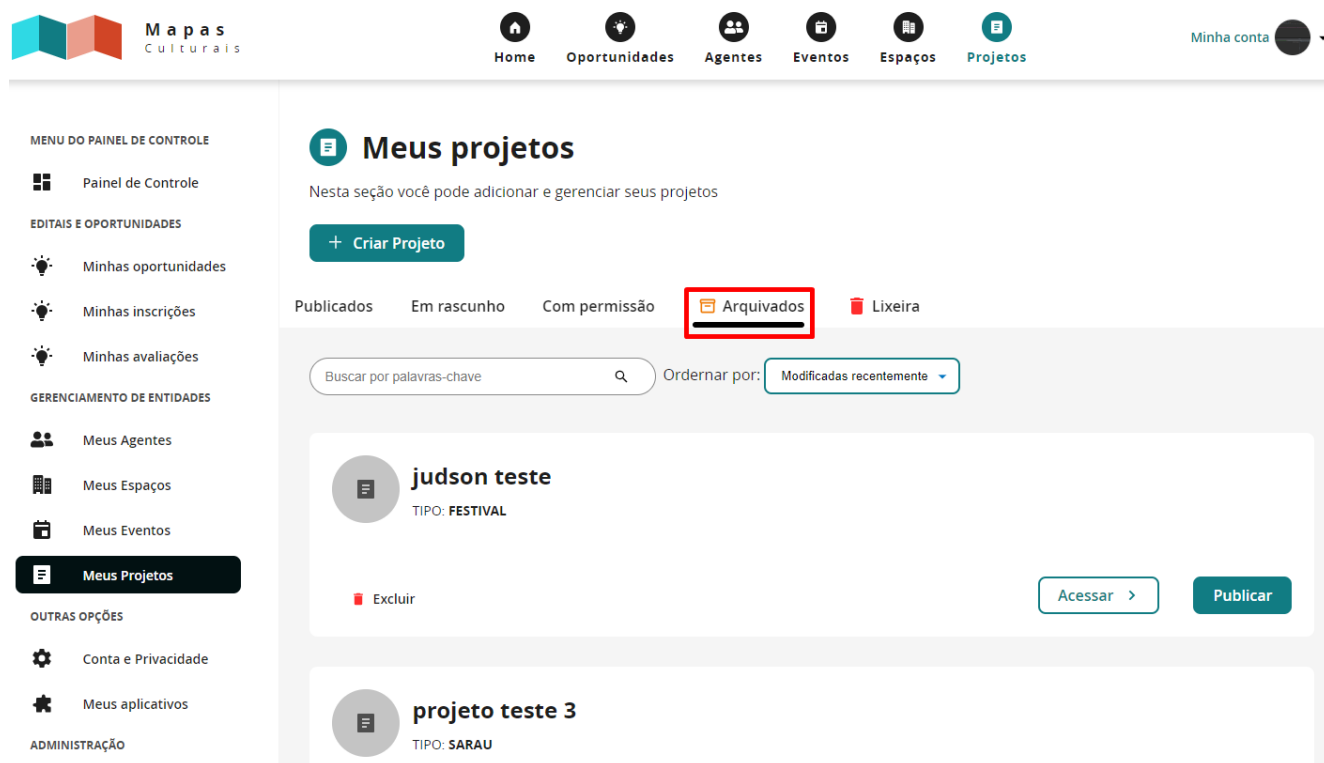 Mapas
Culturais
Home
Oportunidades
Agentes
Eventos
Espaços
Projetos
Minha conta
MENU DO PAINEL DE CONTROLE
Painel de Controle
EDITAIS E OPORTUNIDADES
Minhas oportunidades
Minhas inscrições
Minhas avaliações
GERENCIAMENTO DE ENTIDADES
Meus Agentes
Meus Espaços
Meus Eventos
Meus Projetos
OUTRAS OPÇÕES
Conta e Privacidade
Meus aplicativos
ADMINISTRAÇÃO
Meus projetos
Nesta seção você pode adicionar e gerenciar seus projetos
+ Criar Projeto
Publicados
Em rascunho
Com permissão
Arquivados
Lixeira
Buscar por palavras-chave
Ordernar por: Modificadas recentemente
judson teste
TIPO: FESTIVAL
Excluir
Acessar >
Publicar
projeto teste 3
TIPO: SARAU